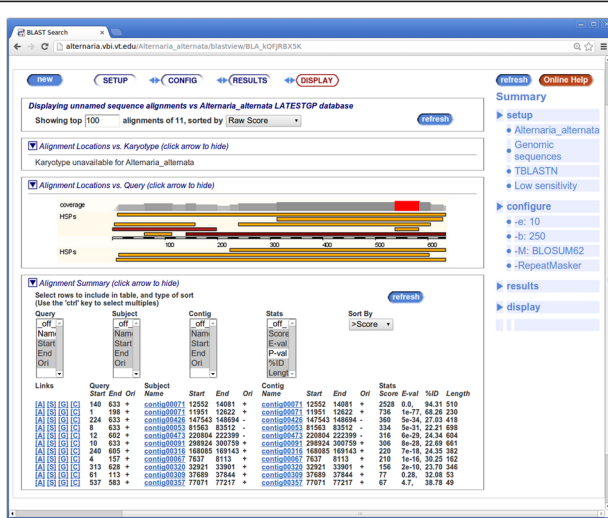 BLAST Search
alternaria.vbi.vt.edu/Alternaria_alternata/blastview/BLA_kQFJRBX5K
new SETUP CONFIG RESULTS DISPLAY
refresh Online Help
Summary
setup
Alternaria_alternata
Genomic
sequences
TBLASTN
Low sensitivity
configure
-e: 10
-b: 250
-M: BLOSUM62
-RepeatMasker
results
display
Displaying unnamed sequence alignments vs Alternaria_alternata LATESTGP database
Showing top 100 alignments of 11, sorted by Raw Score refresh
Alignment Locations vs. Karyotype (click arrow to hide)
Karyotype unavailable for Alternaria_alternata
Alignment Locations vs. Query (click arrow to hide)
coverage
HSPs
100 200 300 400 500 600
HSPs
Alignment Summary (click arrow to hide)
Select rows to include in table, and type of sort
(Use the 'ctrl' key to select multiples)
refresh
Query Subject Contig Stats Sort By
_off_ _off_ _off_ _off_ >Score
Name Name Name Score
Start Start Start E-val
End End End P-val
Ori Ori Ori %ID
Lengt
Links Query Subject Contig Stats
Start End Ori Name Start End Ori Name Start End Ori Score E-val %ID Length
[A] [S] [G] [C] 140 633 + contig00071 12552 14081 + contig00071 12552 14081 + 2528 0.0, 94.31 510
[A] [S] [G] [C] 1 198 + contig00071 11951 12622 + contig00071 11951 12622 + 736 1e-77, 68.26 230
[A] [S] [G] [C] 224 633 + contig00426 147543 148694 - contig00426 147543 148694 - 360 5e-34, 27.03 418
[A] [S] [G] [C] 8 633 + contig00053 81563 83512 - contig00053 81563 83512 - 334 5e-31, 22.21 698
[A] [S] [G] [C] 12 602 + contig00473 220804 222399 - contig00473 220804 222399 - 316 6e-29, 24.34 604
[A] [S] [G] [C] 10 633 + contig00091 298924 300759 + contig00091 298924 300759 + 306 8e-28, 22.69 661
[A] [S] [G] [C] 240 605 + contig00316 168085 169143 + contig00316 168085 169143 + 220 7e-18, 24.35 382
[A] [S] [G] [C] 4 157 + contig00067 7637 8113 + contig00067 7637 8113 + 210 1e-16, 30.25 162
[A] [S] [G] [C] 313 628 + contig00320 32921 33901 + contig00320 32921 33901 + 156 2e-10, 23.70 346
[A] [S] [G] [C] 61 113 + contig00309 37689 37844 + contig00309 37689 37844 + 77 0.28, 32.08 53
[A] [S] [G] [C] 537 583 + contig00357 77071 77217 + contig00357 77071 77217 + 67 4.7, 38.78 49